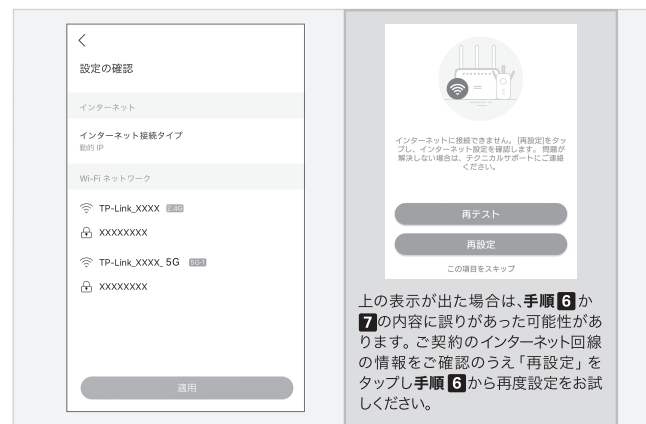 設定の確認
インターネット
インターネット接続タイプ
動的 IP
Wi-Fi ネットワーク
TP-Link_XXXX 2.4G
XXXXXXXX
TP-Link_XXXX_ 5G 5G-1
XXXXXXXX
適用
インターネットに接続できません。 [再設定]をタッ
プし、インターネット設定を確認します。 問題が
解決しない場合は、テクニカルサポートにご連絡
ください。
再テスト
再設定
この項目をスキップ
上の表示が出た場合は、手順 6 か
7 の内容に誤りがあった可能性があ
ります。ご契約のインターネット回線
の情報をご確認のうえ「再設定」を
タップし手順 6 から再度設定をお試
しください。